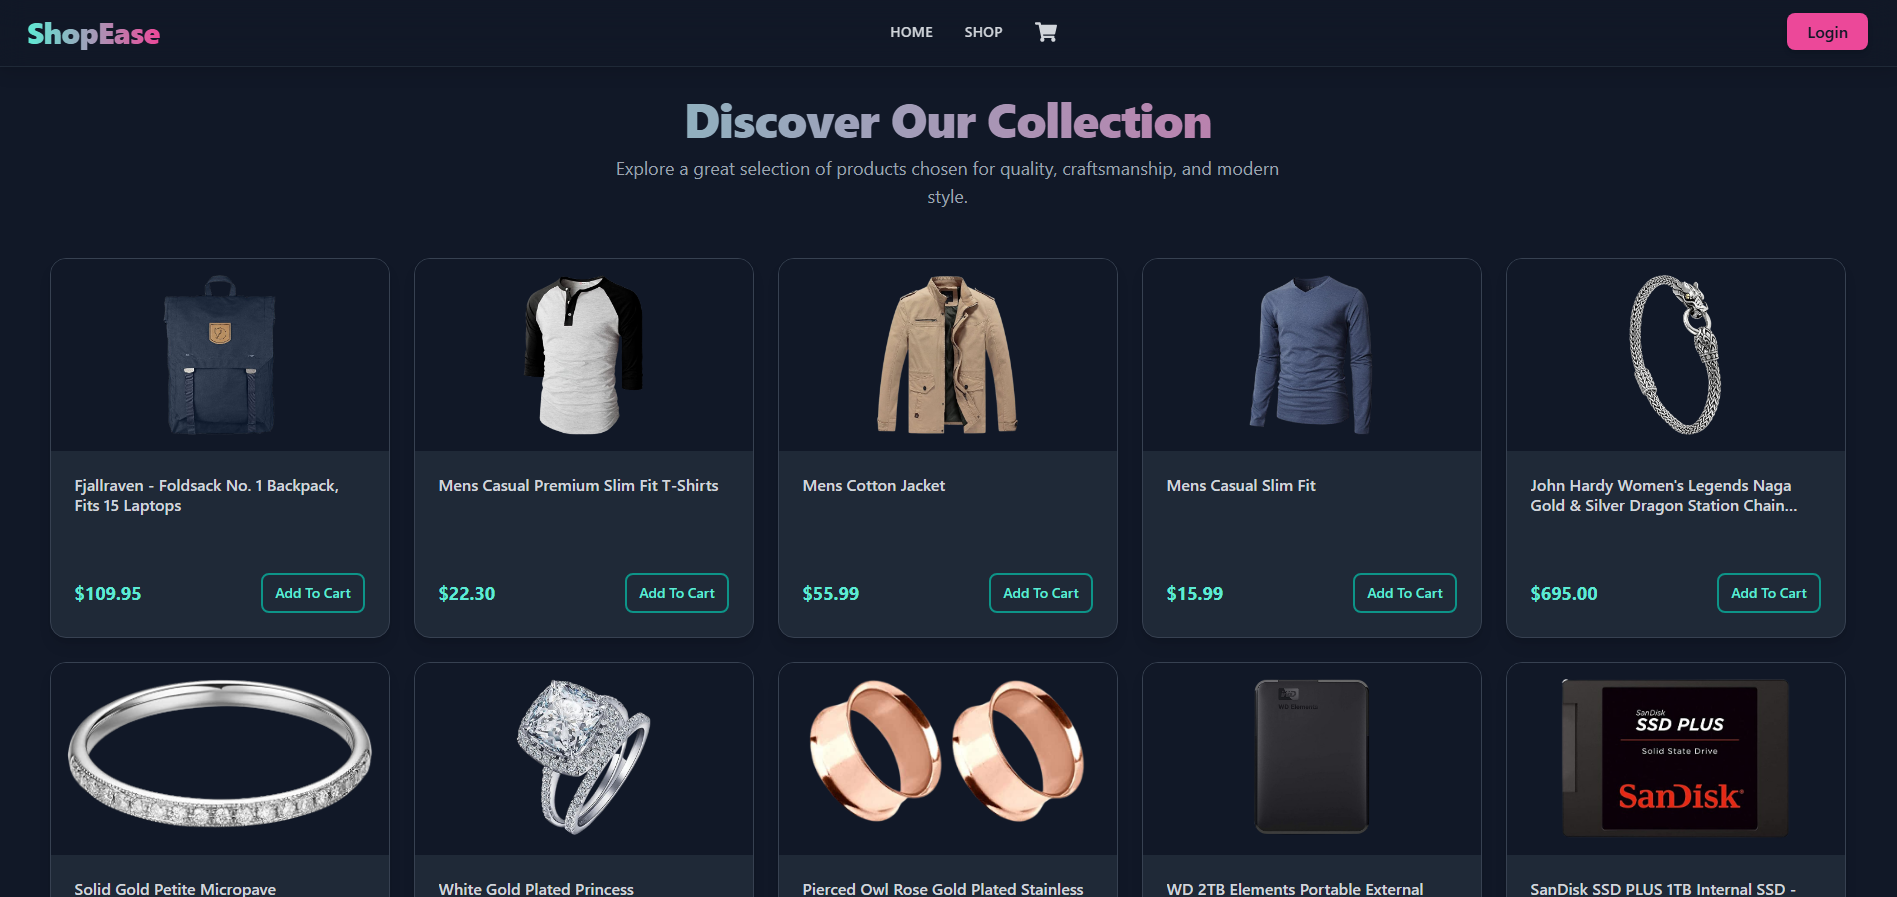 ShopEase
HOME
SHOP
Login
Discover Our Collection
Explore a great selection of products chosen for quality, craftsmanship, and modern
style.
Fjallraven - Foldsack No. 1 Backpack,
Fits 15 Laptops
$109.95
Add To Cart
Mens Casual Premium Slim Fit T-Shirts
$22.30
Add To Cart
Mens Cotton Jacket
$55.99
Add To Cart
Mens Casual Slim Fit
$15.99
Add To Cart
John Hardy Women's Legends Naga
Gold & Silver Dragon Station Chain...
$695.00
Add To Cart
Solid Gold Petite Micropave
White Gold Plated Princess
Pierced Owl Rose Gold Plated Stainless
WD
WD Elements
WD 2TB Elements Portable External
SanDisk
SSD PLUS
Solid State Drive
SanDisk
SanDisk SSD PLUS 1TB Internal SSD -